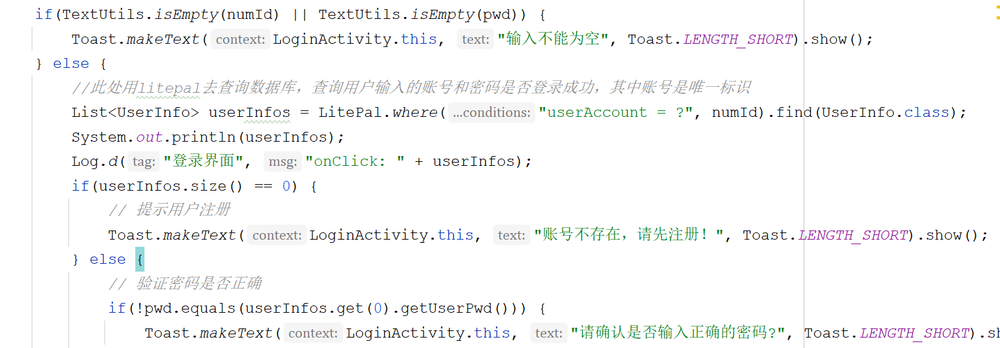 if(TextUtils.isEmpty(numId) || TextUtils.isEmpty(pwd)) {
Toast.makeText( context: LoginActivity.this, text: "输入不能为空", Toast.LENGTH_SHORT).show();
} else {
//此处用litepal去查询数据库，查询用户输入的账号和密码是否登录成功，其中账号是唯一标识
List<UserInfo> userInfos = LitePal.where( ...conditions: "userAccount = ?", numId).find(UserInfo.class);
System.out.println(userInfos);
Log.d( tag: "登录界面", msg: "onClick: " + userInfos);
if(userInfos.size() == 0) {
// 提示用户注册
Toast.makeText( context: LoginActivity.this, text: "账号不存在，请先注册！", Toast.LENGTH_SHORT).show();
} else {
// 验证密码是否正确
if(!pwd.equals(userInfos.get(0).getUserPwd())) {
Toast.makeText( context: LoginActivity.this, text: "请确认是否输入正确的密码?", Toast.LENGTH_SHORT).sh